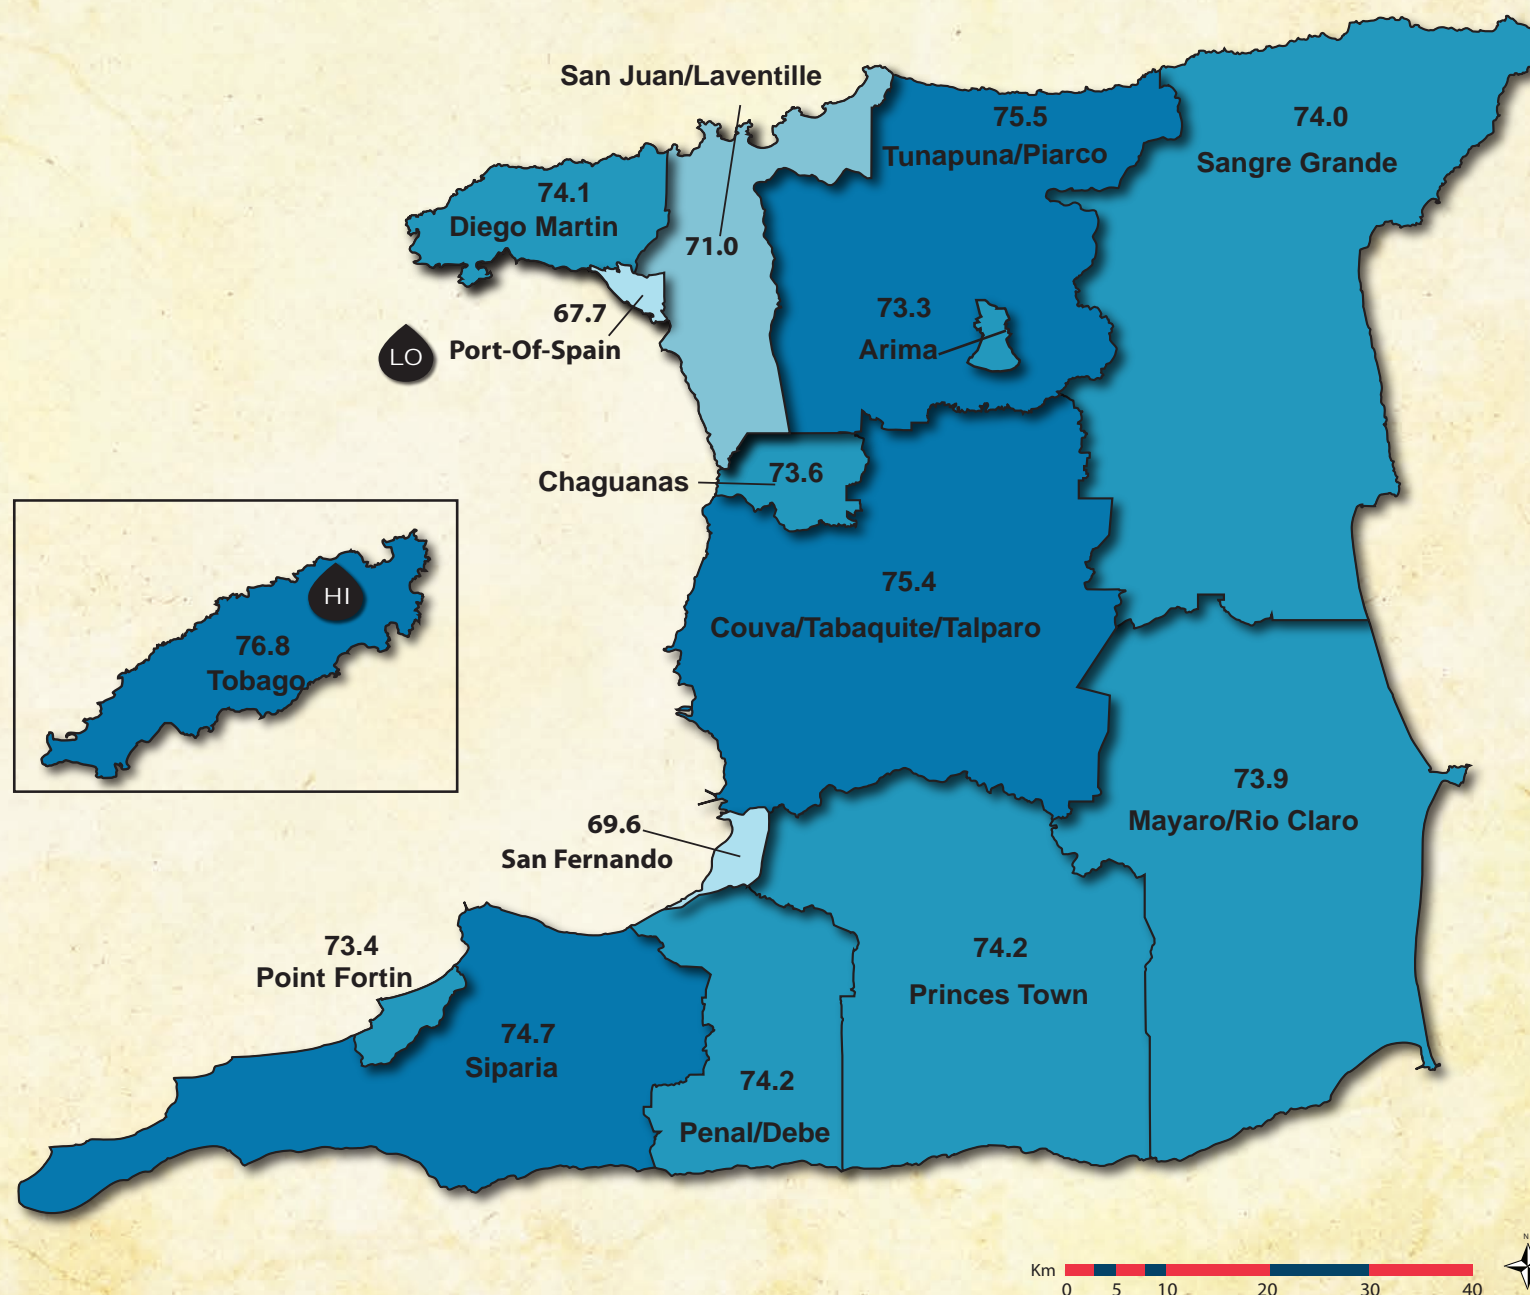 San Juan/Laventille
71.0
75.5
Tunapuna/Piarco
74.0
Sangre Grande
74.1
Diego Martin
67.7
Port-Of-Spain
LO
73.3
Arima
Chaguanas
73.6
75.4
Couva/Tabaquite/Talparo
HI
76.8
Tobago
73.9
Mayaro/Rio Claro
69.6
San Fernando
73.4
Point Fortin
74.7
Siparia
74.2
Penal/Debe
74.2
Princes Town
N
Km
0 5 10 20 30 40